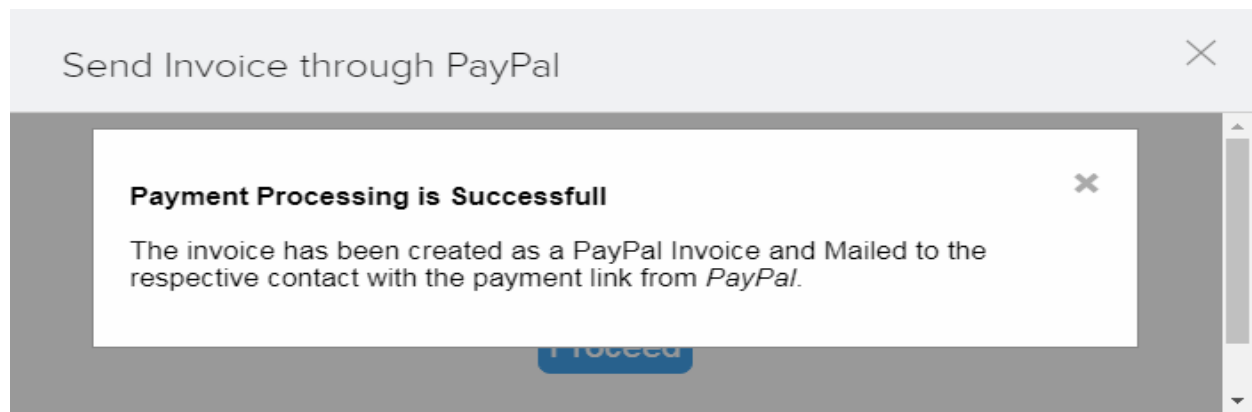 Send Invoice through PayPal
Payment Processing is Successfull
The invoice has been created as a PayPal Invoice and Mailed to the
respective contact with the payment link from PayPal.
Proceed